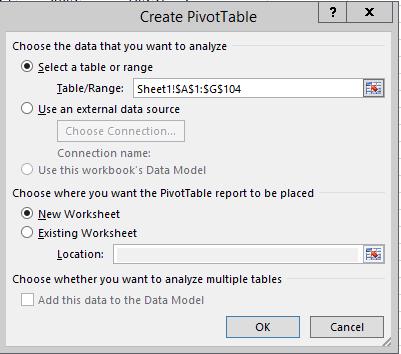 Create PivotTable
? x
Choose the data that you want to analyze
Select a table or range
Table/Range: Sheet1!$A$1:$G$104
Use an external data source
Choose Connection...
Connection name:
Use this workbook's Data Model
Choose where you want the PivotTable report to be placed
New Worksheet
Existing Worksheet
Location:
Choose whether you want to analyze multiple tables
Add this data to the Data Model
OK Cancel